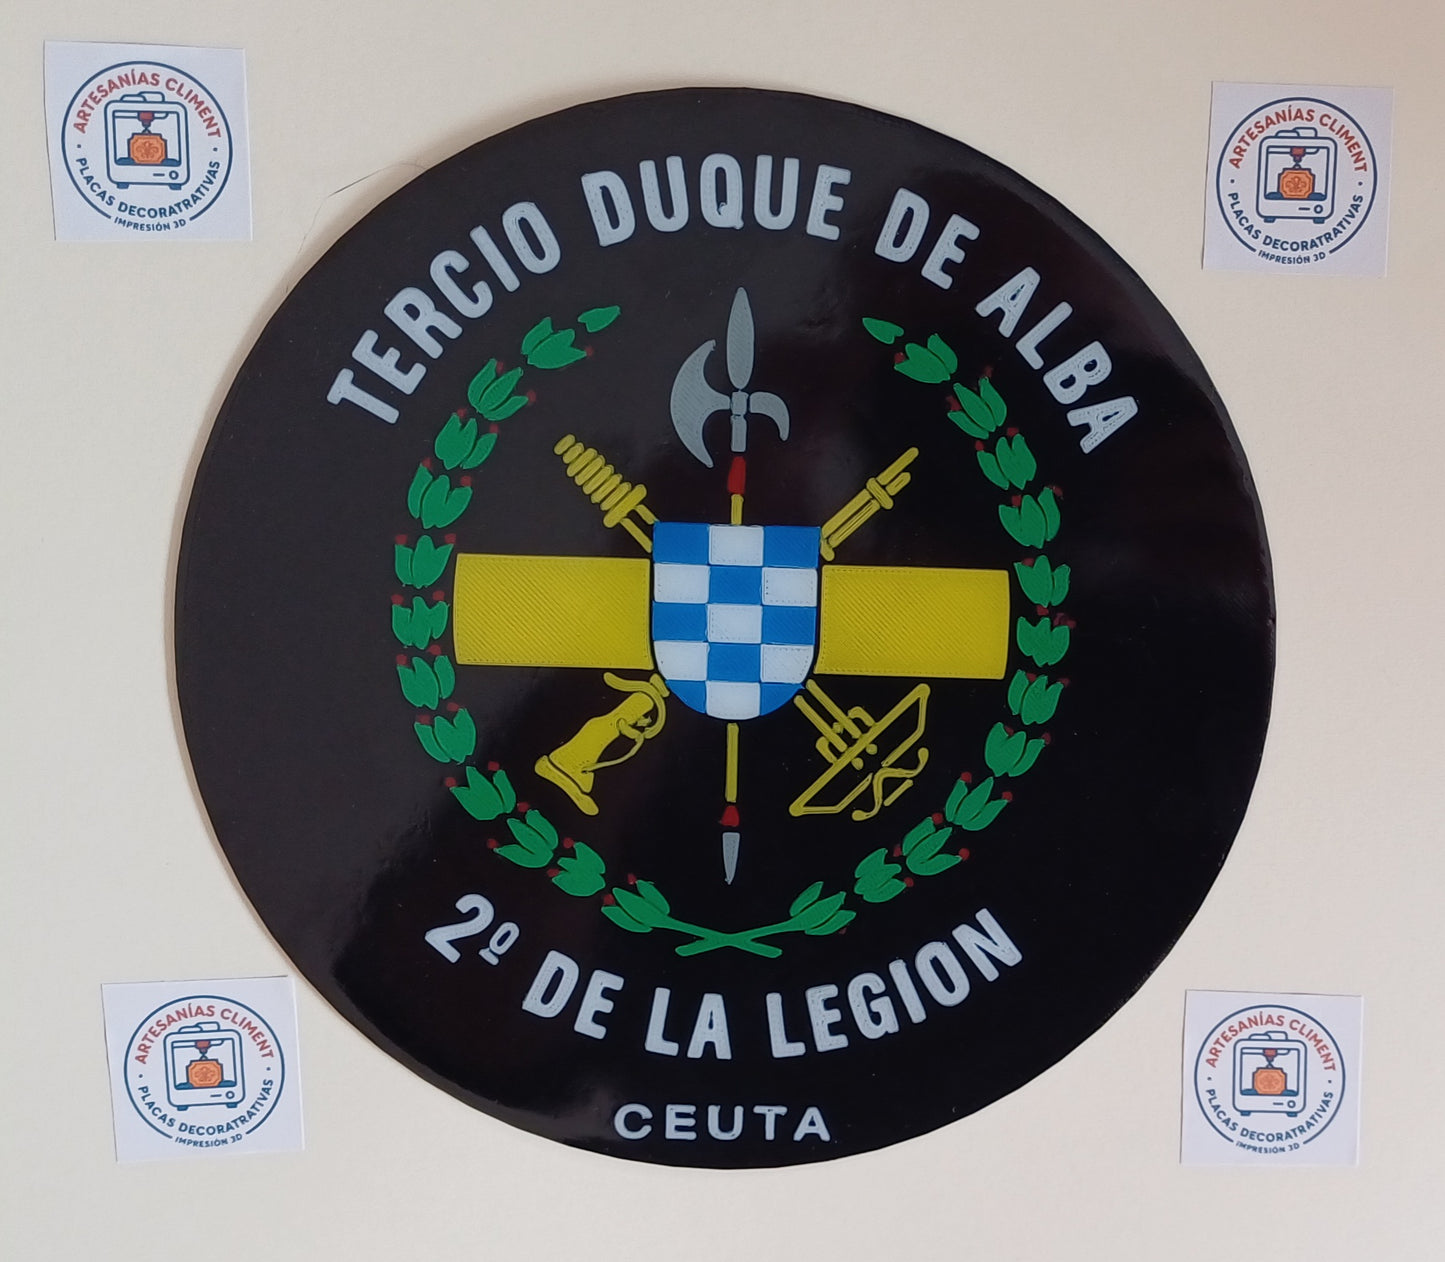 ARTESANÍAS CLIMENT
PLACAS DECORATRATIVAS
IMPRESIÓN 3D
ARTESANÍAS CLIMENT
PLACAS DECORATRATIVAS
IMPRESIÓN 3D
TERCIO DUQUE DE ALBA
2º DE LA LEGION
CEUTA
ARTESANÍAS CLIMENT
PLACAS DECORATRATIVAS
IMPRESIÓN 3D
ARTESANÍAS CLIMENT
PLACAS DECORATRATIVAS
IMPRESIÓN 3D